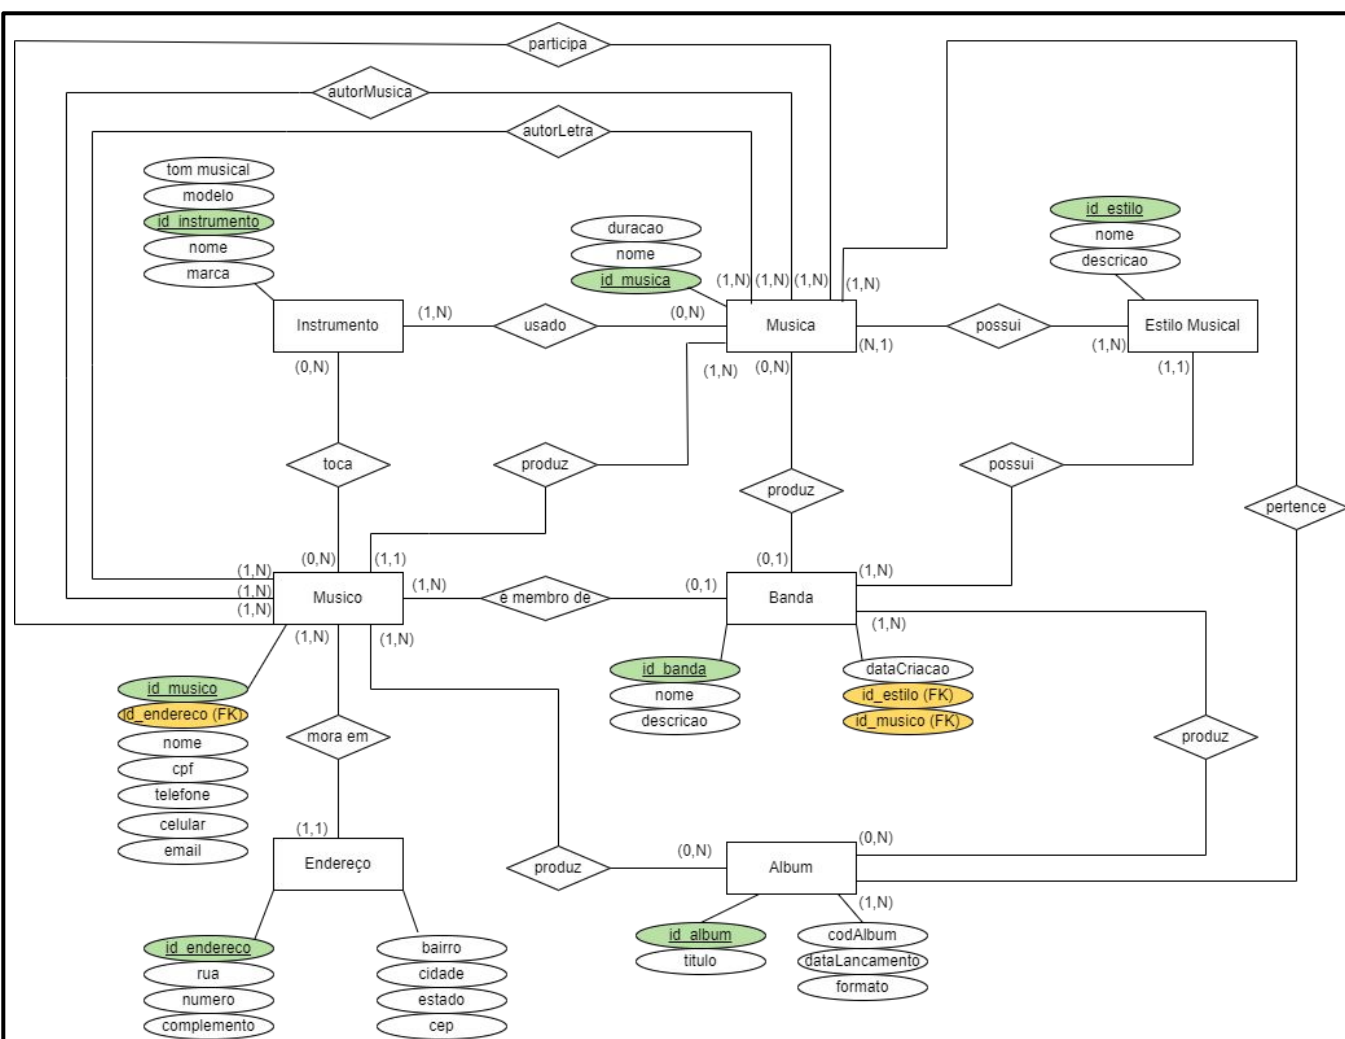 participa
autorMusica
autorLetra
tom musical
modelo
id_instrumento
nome
marca
duracao
nome
id_musica
id_estilo
nome
descricao
(1,N) (1,N) (1,N) (1,N)
Instrumento
(1,N)
usado
(0,N)
Musica
possui
Estilo Musical
(0,N)
(1,N)
(0,N)
(N,1)
(1,N)
(1,1)
toca
produz
produz
possui
pertence
(0,N)
(1,1)
(0,1)
(1,N)
(1,N)
(1,N)
Musico
(1,N)
e membro de
(0,1)
Banda
(1,N)
(1,N)
(1,N)
(1,N)
id_musico
id_endereco (FK)
nome
cpf
telefone
celular
email
mora em
id_banda
nome
descricao
dataCriacao
id_estilo (FK)
id_musico (FK)
produz
(1,1)
Endereço
produz
(0,N)
Album
(0,N)
(1,N)
id_endereco
rua
numero
complemento
bairro
cidade
estado
cep
id_album
titulo
codAlbum
dataLancamento
formato